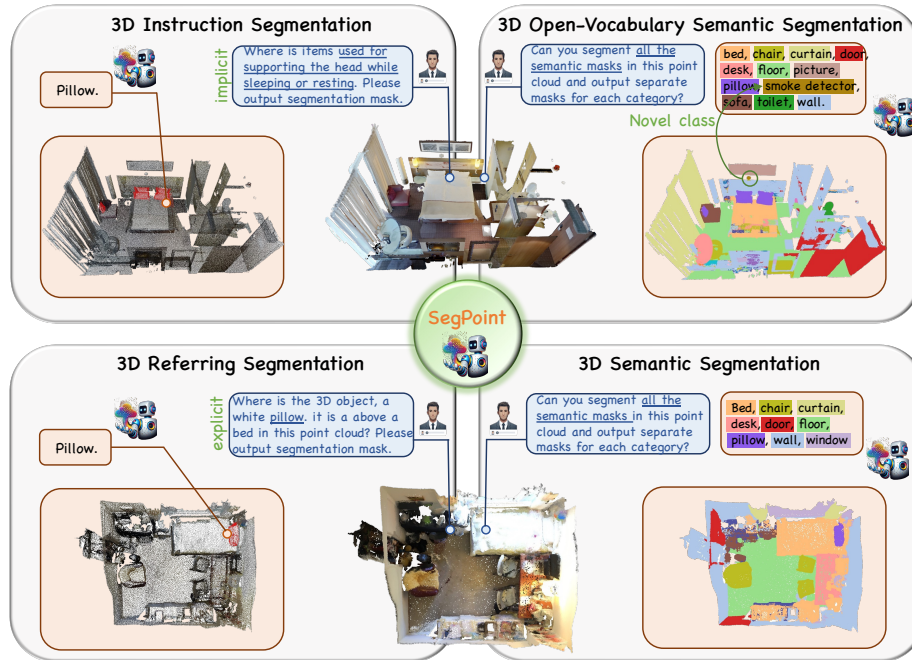 3D Instruction Segmentation
Pillow.
implicit
Where is items used for
supporting the head while
sleeping or resting. Please
output segmentation mask.
3D Open-Vocabulary Semantic Segmentation
Can you segment all the
semantic masks in this point
cloud and output separate
masks for each category?
bed, chair, curtain, door,
desk, floor, picture,
pillow, smoke detector,
sofa, toilet, wall.
Novel class
SegPoint
3D Referring Segmentation
Pillow.
explicit
Where is the 3D object, a
white pillow. it is a above a
bed in this point cloud? Please
output segmentation mask.
3D Semantic Segmentation
Can you segment all the
semantic masks in this point
cloud and output separate
masks for each category?
Bed, chair, curtain,
desk, door, floor,
pillow, wall, window